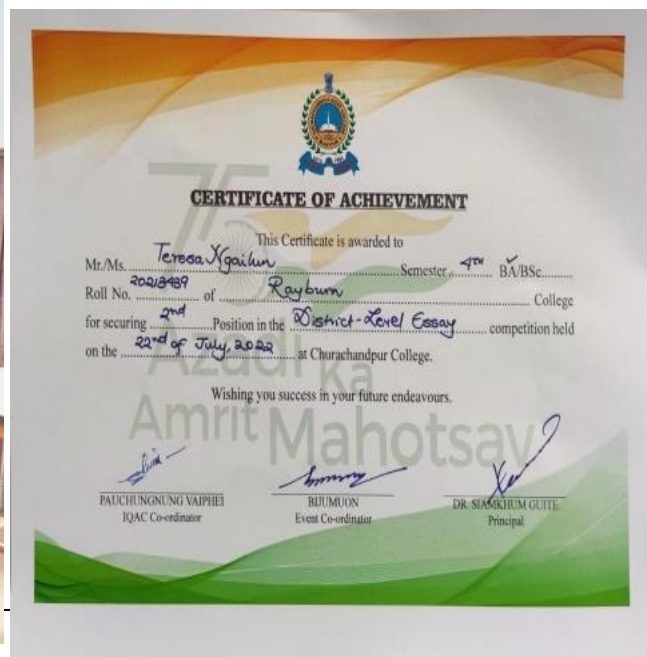 CERTIFICATE OF ACHIEVEMENT
This Certificate is awarded to
Mr./Ms. Teresa Ngailun Semester 4TH BA/BSc
Roll No. of Rayburn College
for securing 2nd Position in the District-Level Essay competition held
on the 22nd of July, 2022 at Churachandpur College.
Wishing you success in your future endeavours.
75
Azadi Ka
Amrit Mahotsav
PAUCHUNGNUNG VAIPHEI
IQAC Co-ordinator
BIJUMUON
Event Co-ordinator
DR. SIAMKHUM GUITE
Principal